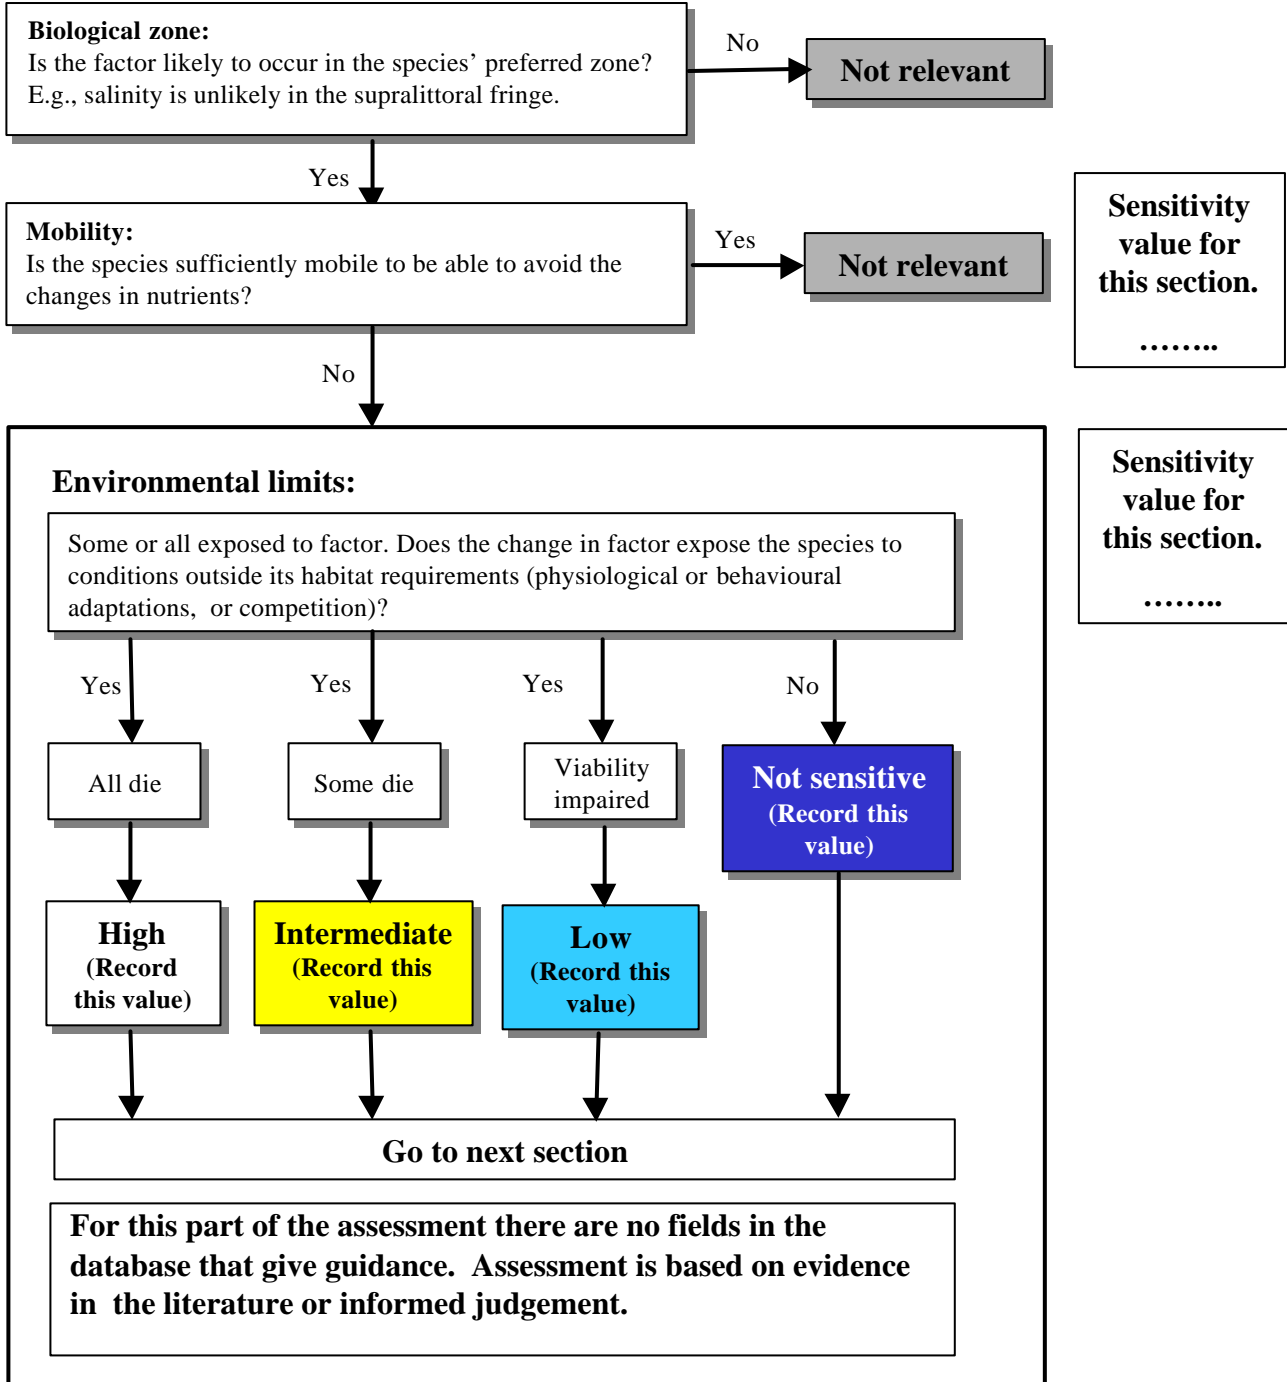 Biological zone:
Is the factor likely to occur in the species’ preferred zone?
E.g., salinity is unlikely in the supralittoral fringe.
No
Not relevant
Yes
Mobility:
Is the species sufficiently mobile to be able to avoid the
changes in nutrients?
Yes
Not relevant
Sensitivity
value for
this section.
……..
No
Environmental limits:
Sensitivity
value for
this section.
……..
Some or all exposed to factor. Does the change in factor expose the species to
conditions outside its habitat requirements (physiological or behavioural
adaptations, or competition)?
Yes
Yes
Yes
No
All die
Some die
Viability
impaired
Not sensitive
(Record this
value)
High
(Record
this value)
Intermediate
(Record this
value)
Low
(Record this
value)
Go to next section
For this part of the assessment there are no fields in the
database that give guidance. Assessment is based on evidence
in the literature or informed judgement.